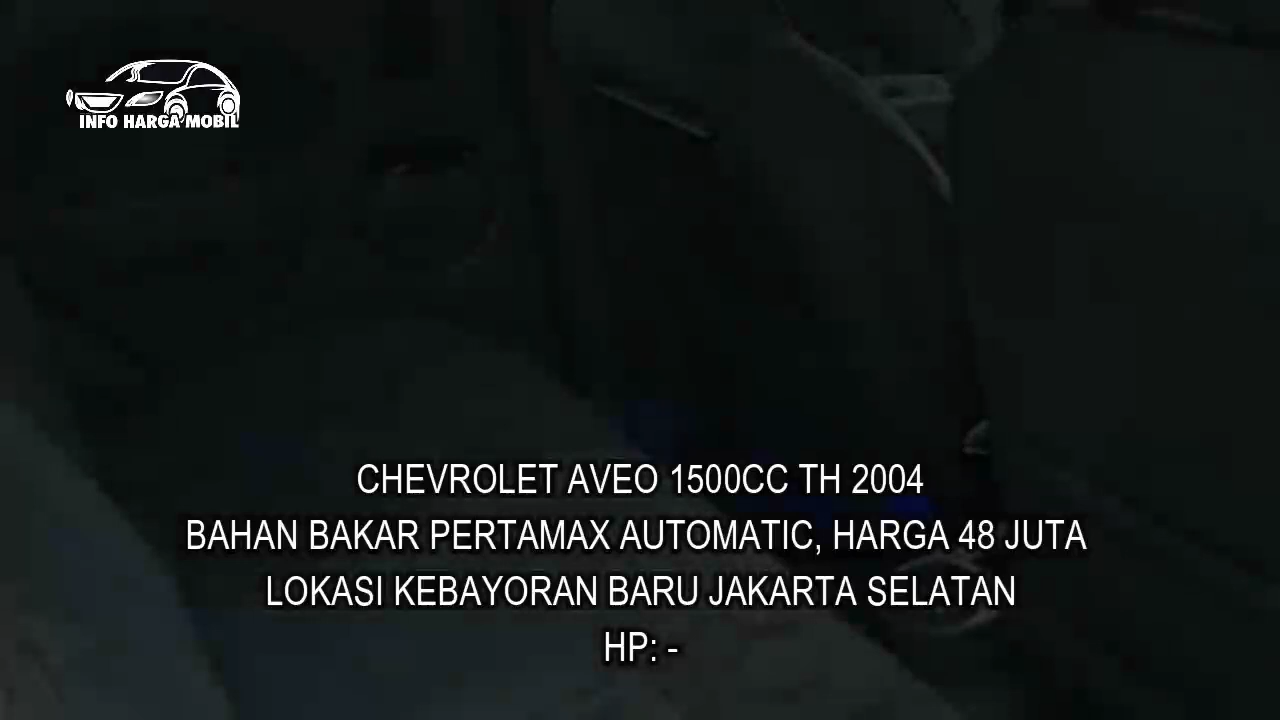 INFO HARGA MOBIL
CHEVROLET AVEO 1500CC TH 2004
BAHAN BAKAR PERTAMAX AUTOMATIC, HARGA 48 JUTA
LOKASI KEBAYORAN BARU JAKARTA SELATAN
HP: -